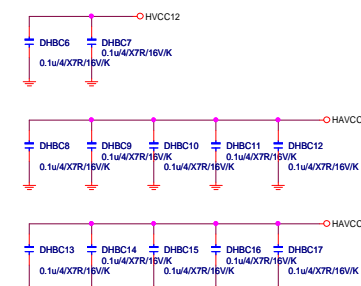 HVCC12
DHBC6 DHBC7
0.1u/4/X7R/16V/K 0.1u/4/X7R/16V/K
HAVCC
DHBC8 DHBC9 DHBC10 DHBC11 DHBC12
0.1u/4/X7R/16V/K 0.1u/4/X7R/16V/K 0.1u/4/X7R/16V/K 0.1u/4/X7R/16V/K 0.1u/4/X7R/16V/K
HAVCC
DHBC13 DHBC14 DHBC15 DHBC16 DHBC17
0.1u/4/X7R/16V/K 0.1u/4/X7R/16V/K 0.1u/4/X7R/16V/K 0.1u/4/X7R/16V/K 0.1u/4/X7R/16V/K